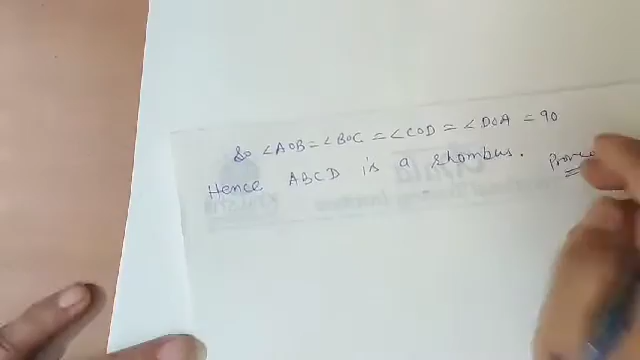 So ∠AOB = ∠BOC = ∠COD = ∠DOA = 90
Hence ABCD is a rhombus.